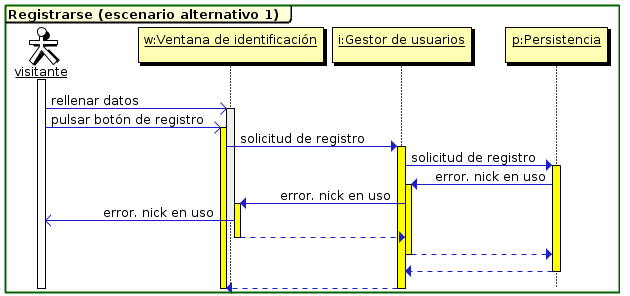 Registrarse (escenario alternativo 1)
visitante
w:Ventana de identificación
i:Gestor de usuarios
p:Persistencia
rellenar datos
pulsar botón de registro
solicitud de registro
solicitud de registro
error. nick en uso
error. nick en uso
error. nick en uso